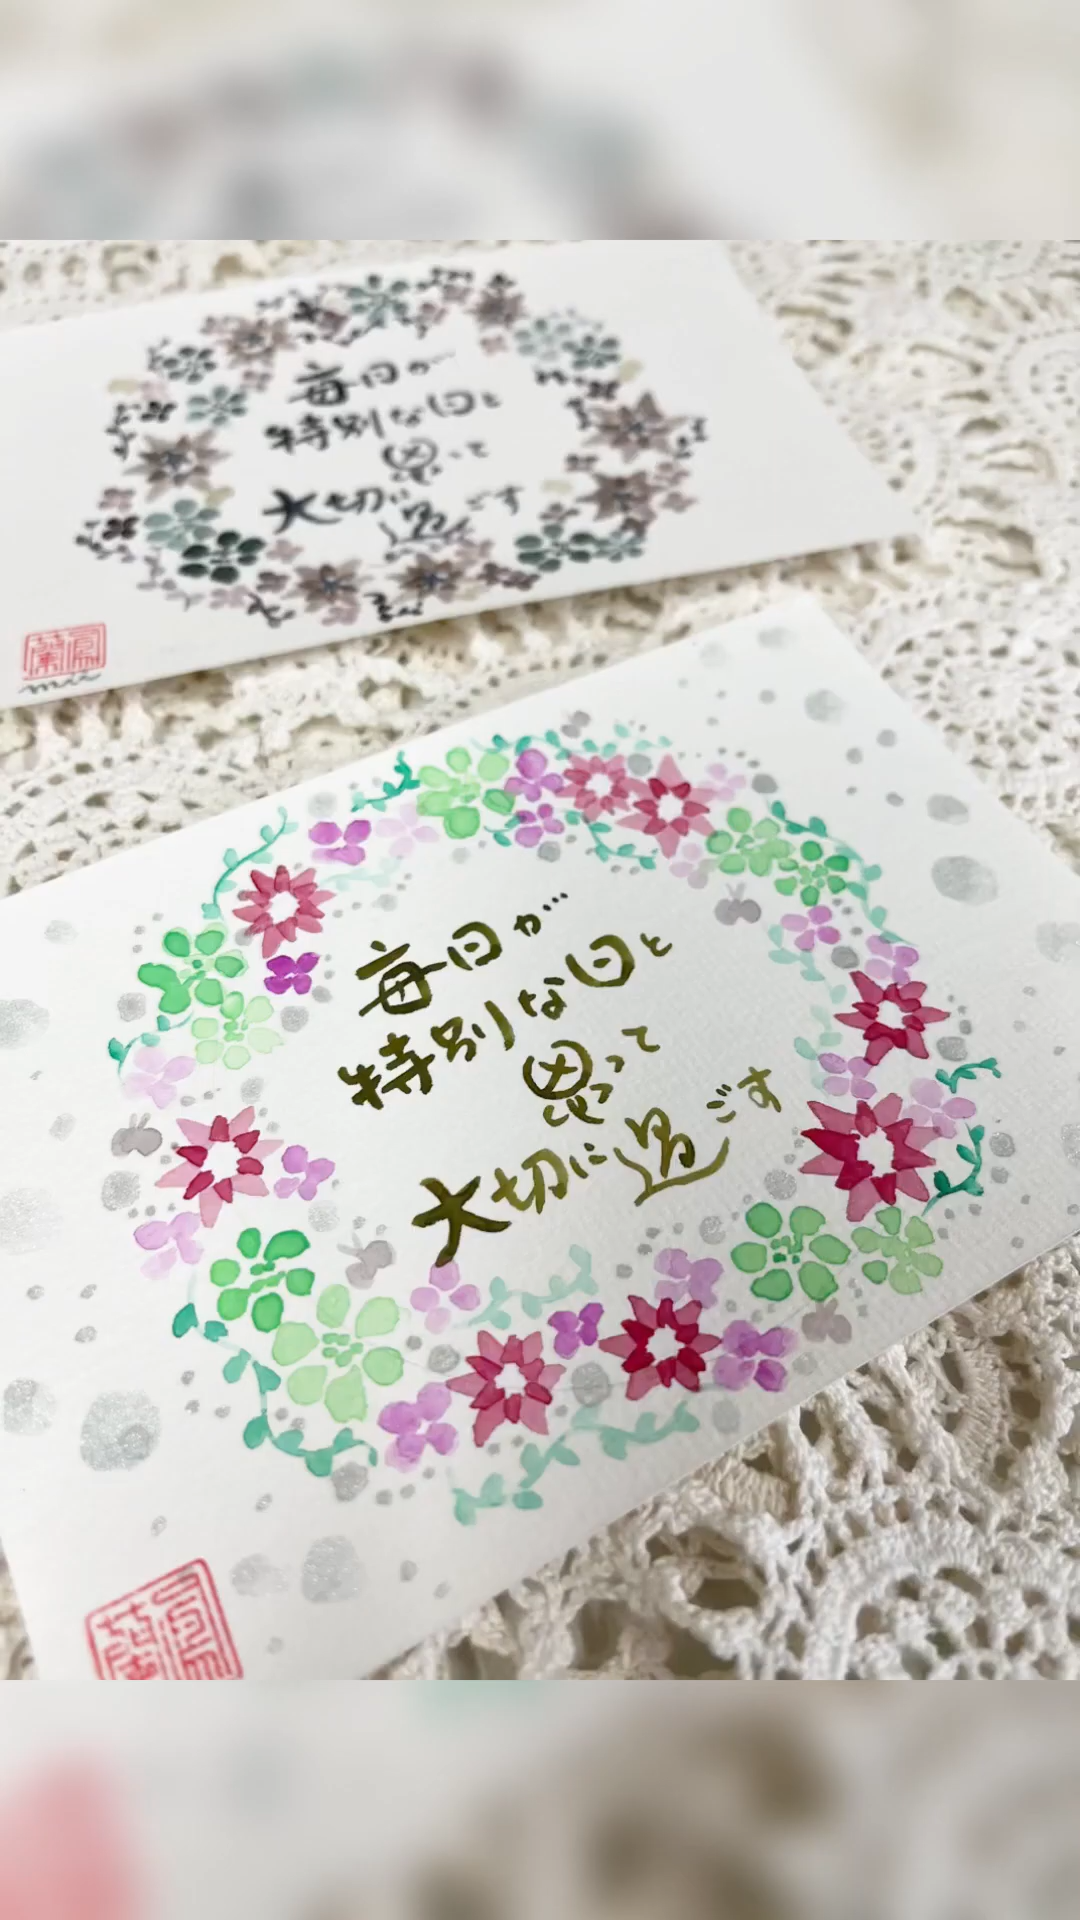 毎日が…
特別な日と
思って
大切に過ごす
毎日が…
特別な日と
思って
大切に過ごす